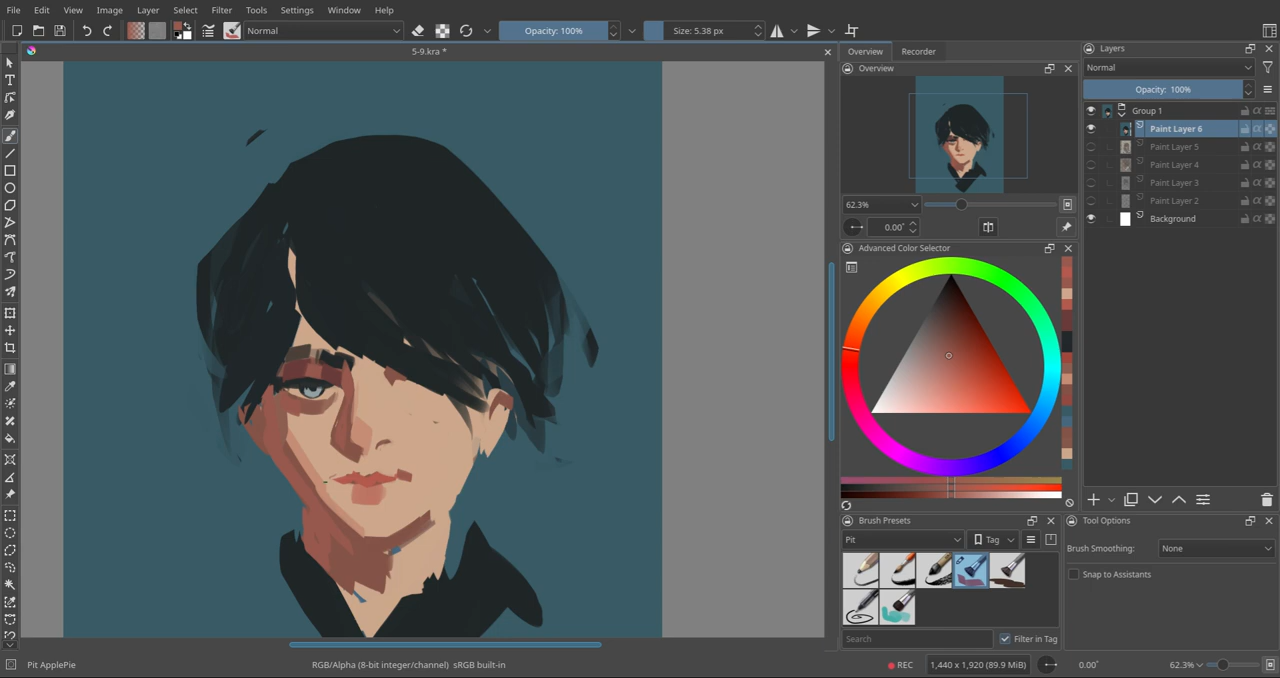 File Edit View Image Layer Select Filter Tools Settings Window Help
Normal Opacity: 100% Size: 5.38 px
5-9.kra *
Overview Recorder
Overview
62.3%
0.00°
Advanced Color Selector
Brush Presets
Pit Tag
Search Filter in Tag
Layers
Normal
Opacity: 100%
Group 1
Paint Layer 6
Paint Layer 5
Paint Layer 4
Paint Layer 3
Paint Layer 2
Background
Tool Options
Brush Smoothing: None
Snap to Assistants
Pit ApplePie RGB/Alpha (8-bit integer/channel) sRGB built-in REC 1,440 x 1,920 (89.9 MiB) 0.00° 62.3%